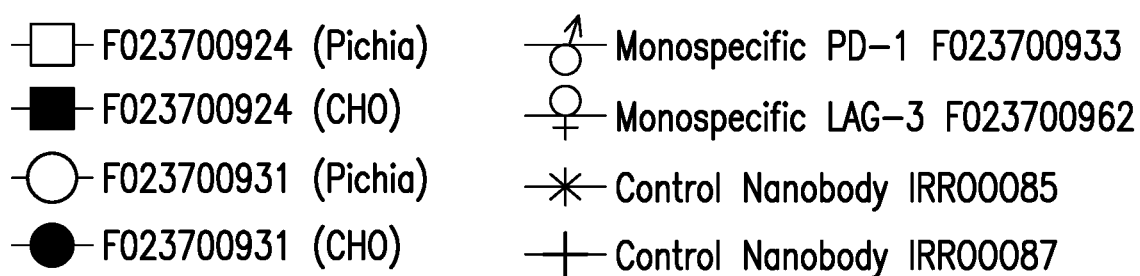 F023700924 (Pichia)
F023700924 (CHO)
F023700931 (Pichia)
F023700931 (CHO)
Monospecific PD-1 F023700933
Monospecific LAG-3 F023700962
Control Nanobody IRR00085
Control Nanobody IRR00087